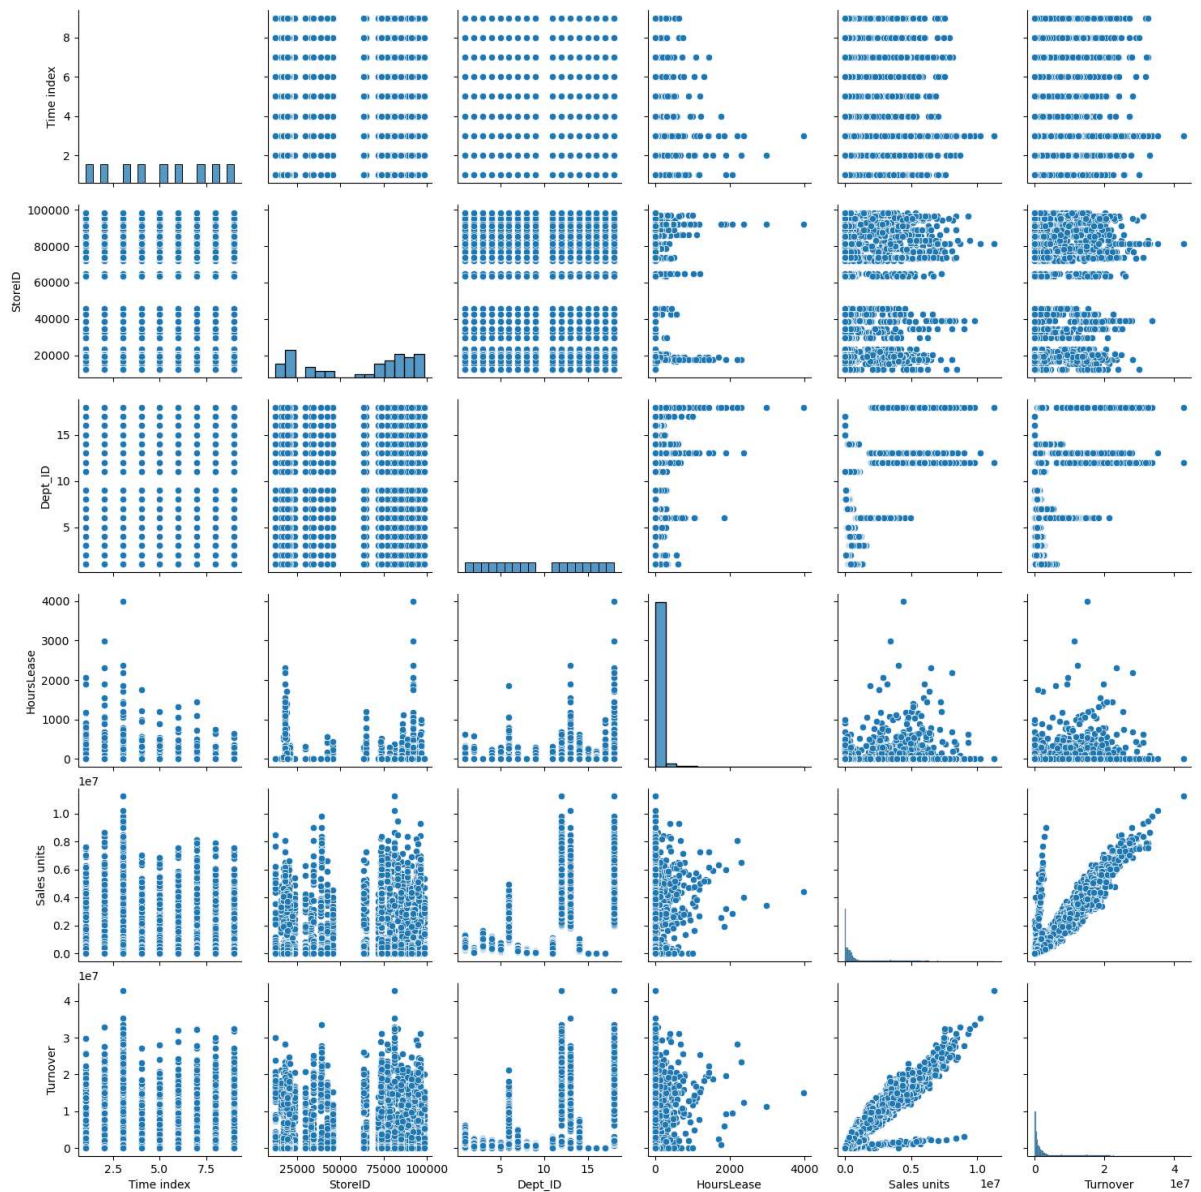 8
6
4
2
Time index
100000
80000
60000
40000
20000
StoreID
15
10
5
Dept_ID
4000
3000
2000
1000
0
HoursLease
1e7
1.0
0.8
0.6
0.4
0.2
0.0
Sales units
1e7
4
3
2
1
0
Turnover
2.5 5.0 7.5
25000 50000 75000 100000
5 10 15
0 2000 4000
0.0 0.5 1.0
1e7
0 2 4
1e7
Time index
StoreID
Dept_ID
HoursLease
Sales units
Turnover